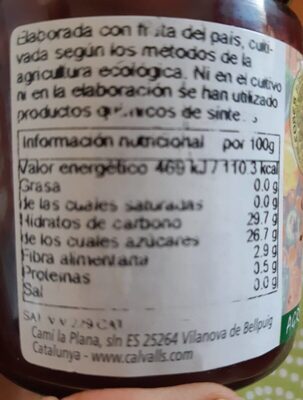 Elaborada con fruta del país, culti-
vada según los metodos de la
agricultura ecológica. Ni en el cultivo
ni en la elaboración se han utilizado
productos químicos de sínte
Información nutricional por 100g
Valor energético 469 kJ/110.3 kcal
Grasa 0.0 g
de las cuales saturadas 0.0 g
Hidratos de carbono 29.7 g
de los cuales azúcares 26.7 g
Fibra alimentaria 2.9 g
Proteinas 3.5 g
Sal 0.0 g
Camí la Plana, s/n ES 25264 Vilanova de Bellpuig
Catalunya - www.calvalls.com